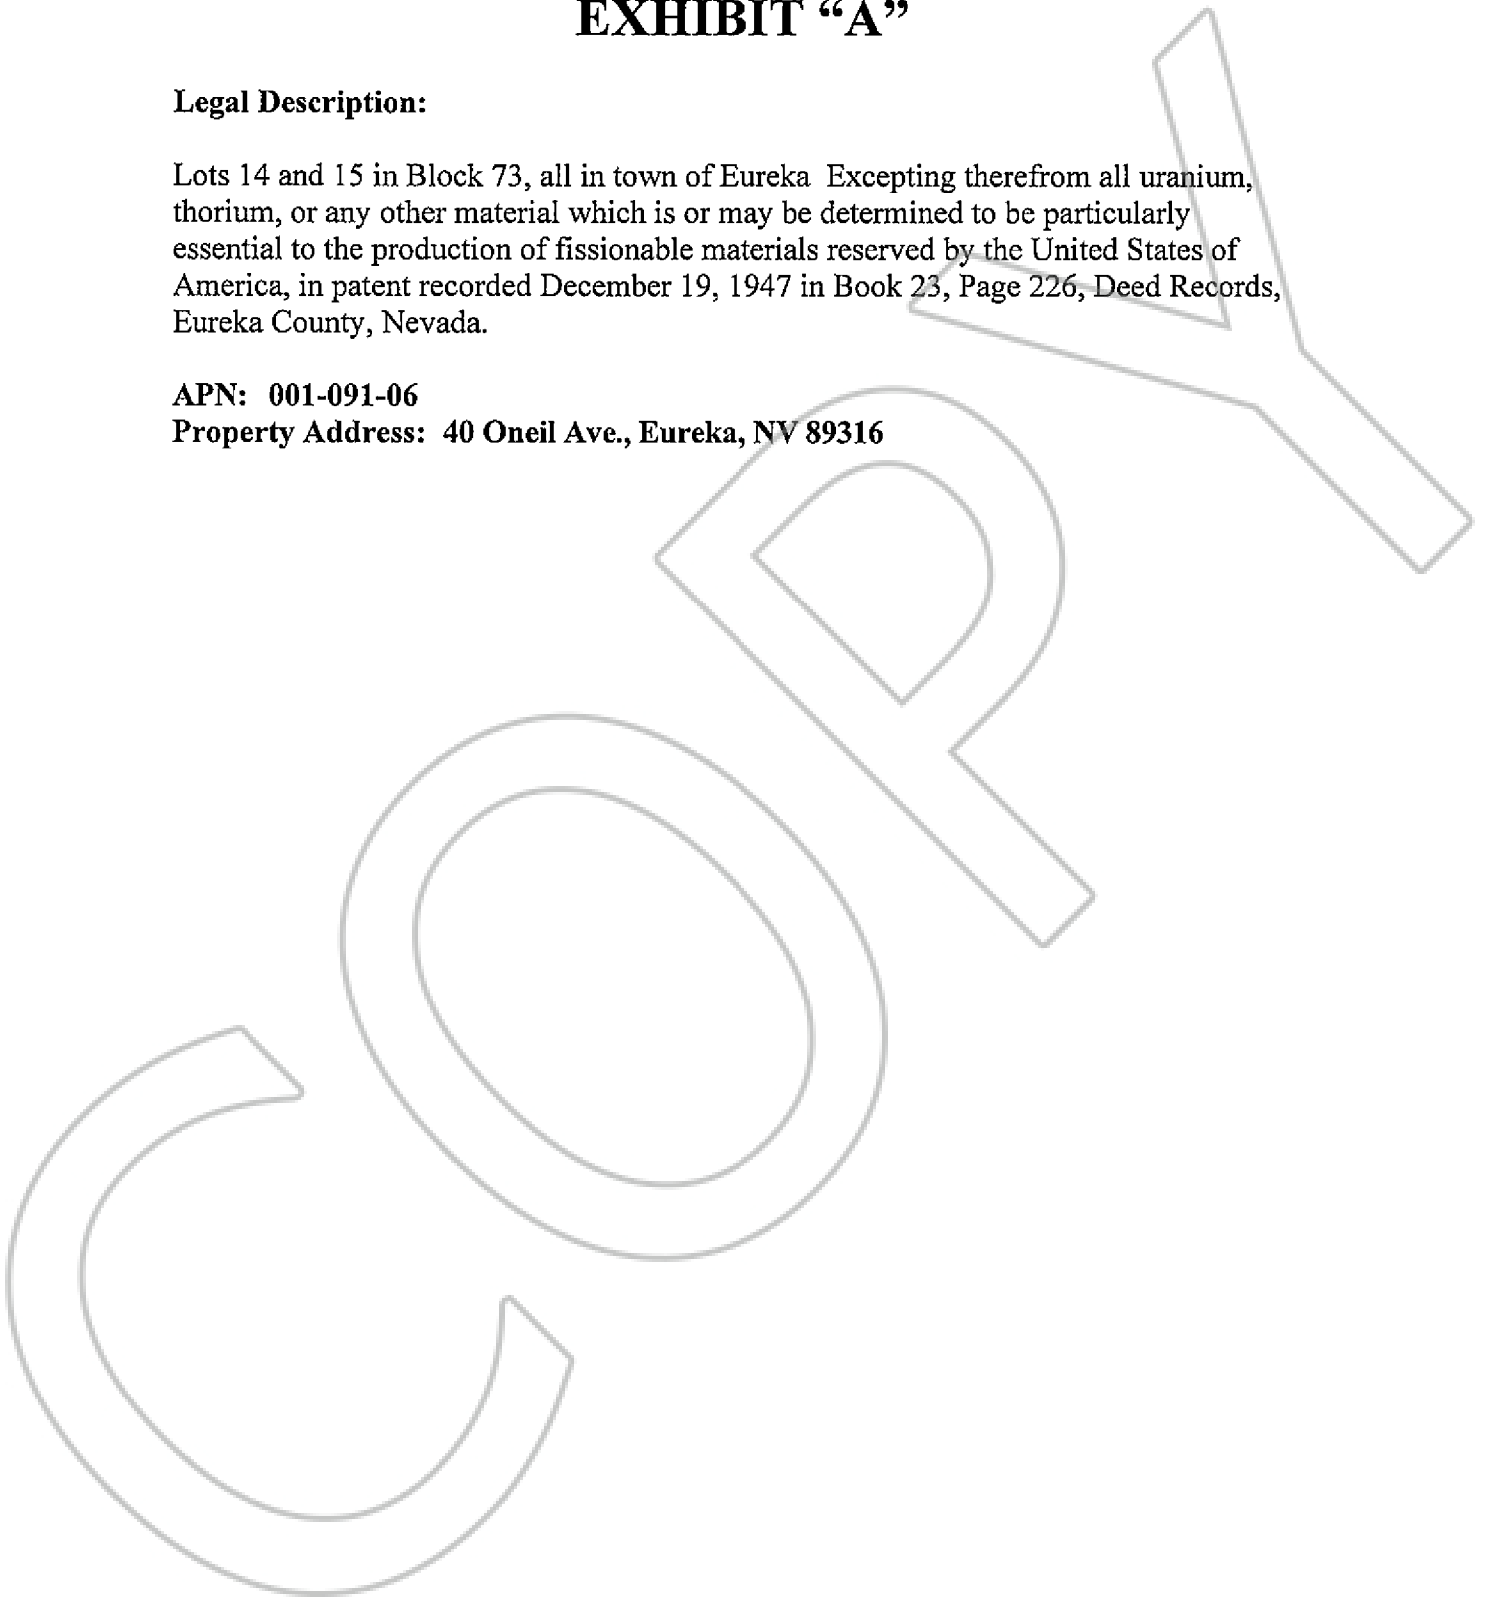 EXHIBIT “A”
Legal Description:
Lots 14 and 15 in Block 73, all in town of Eureka  Excepting therefrom all uranium,
thorium, or any other material which is or may be determined to be particularly
essential to the production of fissionable materials reserved by the United States of
America, in patent recorded December 19, 1947 in Book 23, Page 226, Deed Records,
Eureka County, Nevada.
APN:  001-091-06
Property Address:  40 Oneil Ave., Eureka, NV 89316
COPY